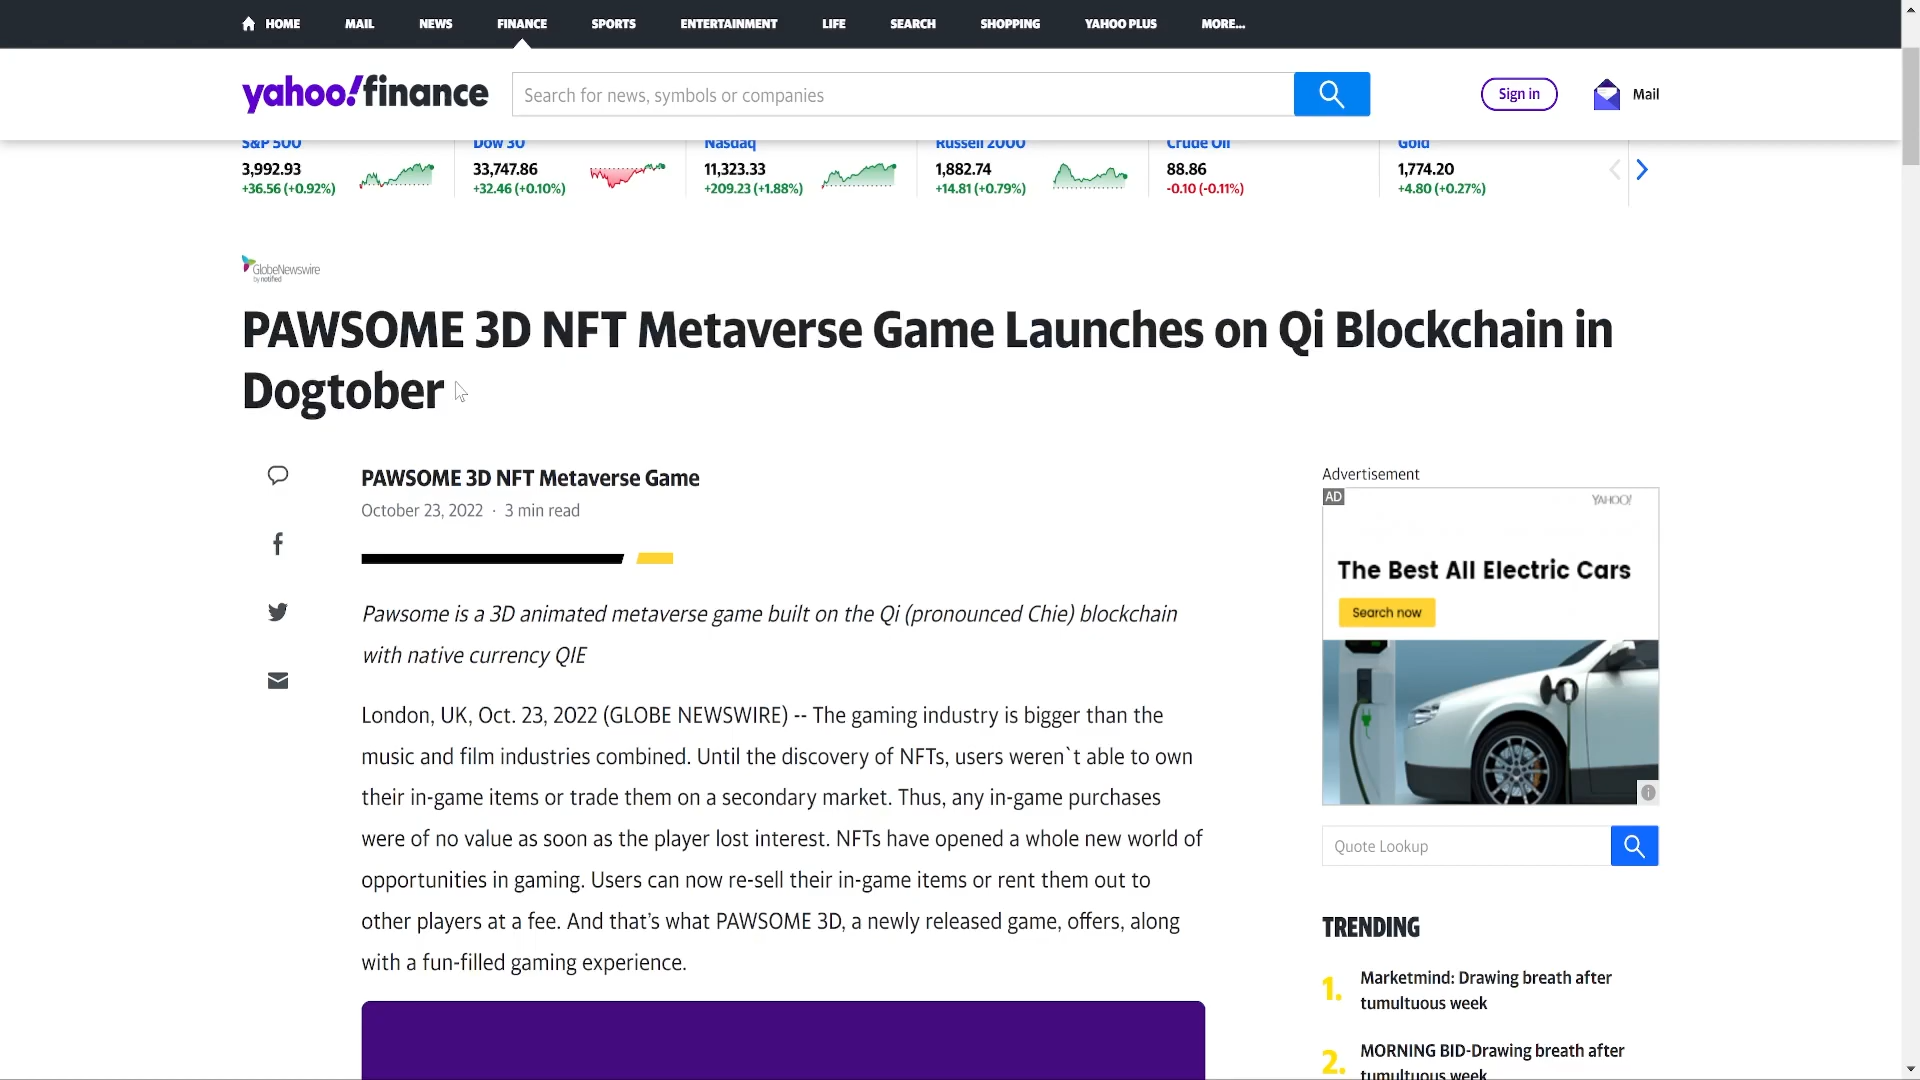 HOME MAIL NEWS FINANCE SPORTS ENTERTAINMENT LIFE SEARCH SHOPPING YAHOO PLUS MORE...
yahoo!finance
Search for news, symbols or companies
Sign in
Mail
S&P 500 Dow 30 Nasdaq Russell 2000 Crude Oil Gold
3,992.93 33,747.86 11,323.33 1,882.74 88.86 1,774.20
+36.56 (+0.92%) +32.46 (+0.10%) +209.23 (+1.88%) +14.81 (+0.79%) -0.10 (-0.11%) +4.80 (+0.27%)
GlobeNewswire
by notified
PAWSOME 3D NFT Metaverse Game Launches on Qi Blockchain in
Dogtober
PAWSOME 3D NFT Metaverse Game
October 23, 2022 · 3 min read
Pawsome is a 3D animated metaverse game built on the Qi (pronounced Chie) blockchain
with native currency QIE
London, UK, Oct. 23, 2022 (GLOBE NEWSWIRE) -- The gaming industry is bigger than the
music and film industries combined. Until the discovery of NFTs, users weren`t able to own
their in-game items or trade them on a secondary market. Thus, any in-game purchases
were of no value as soon as the player lost interest. NFTs have opened a whole new world of
opportunities in gaming. Users can now re-sell their in-game items or rent them out to
other players at a fee. And that’s what PAWSOME 3D, a newly released game, offers, along
with a fun-filled gaming experience.
Advertisement
AD
YAHOO!
The Best All Electric Cars
Search now
Quote Lookup
TRENDING
1. Marketmind: Drawing breath after
tumultuous week
2. MORNING BID-Drawing breath after
tumultuous week